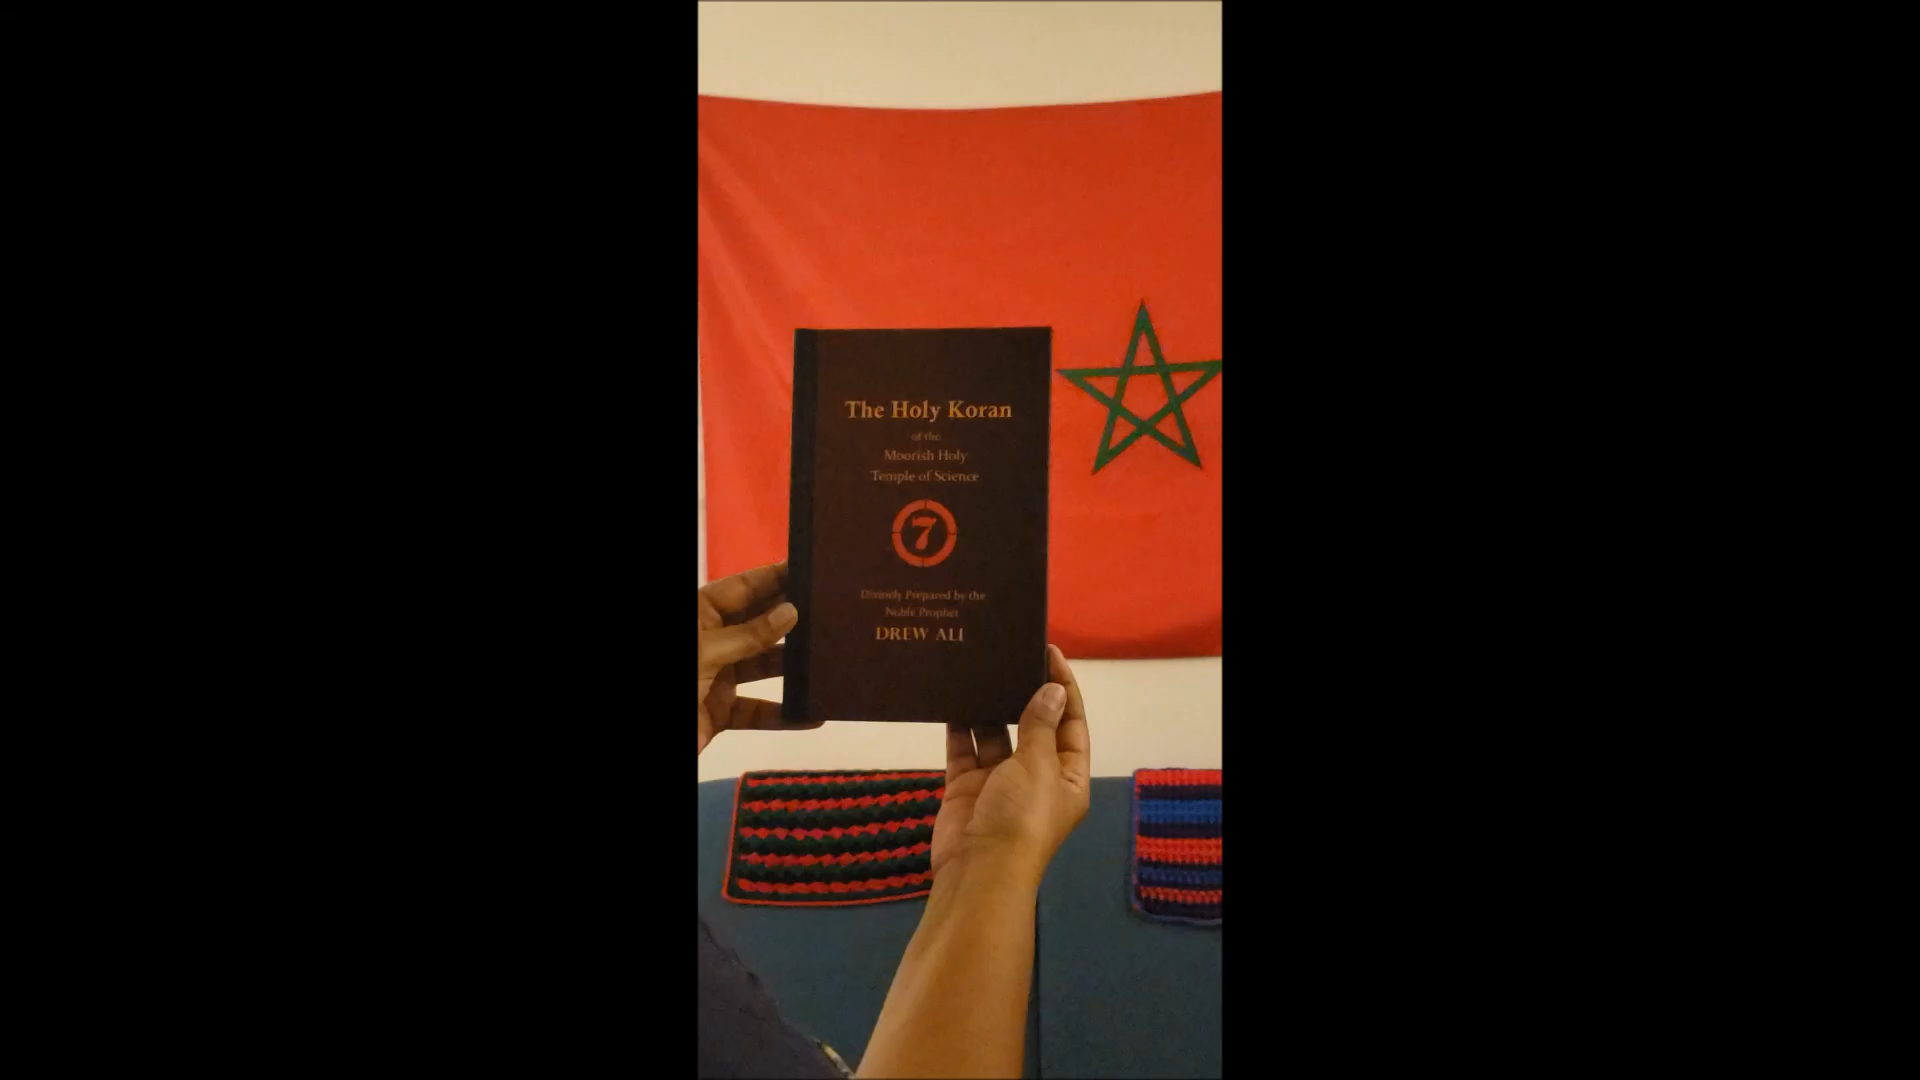 The Holy Koran
of the
Moorish Holy
Temple of Science
7
Divinely Prepared by the
Noble Prophet
DREW ALI